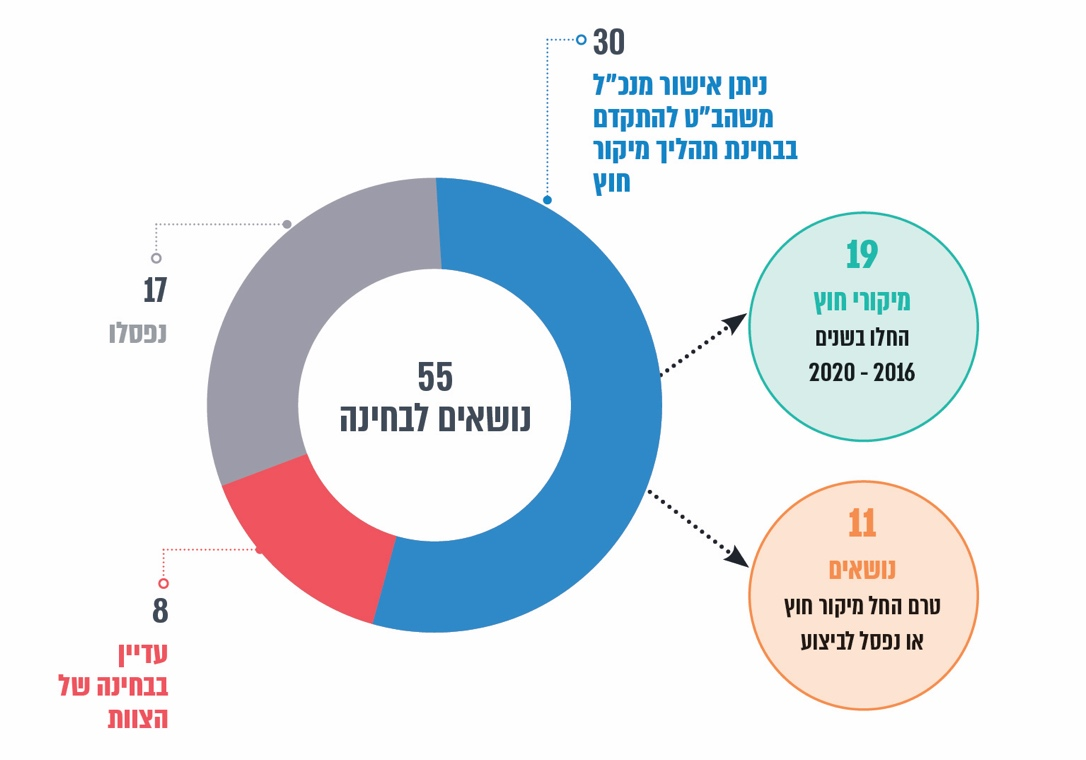 30
ניתן אישור מנכ"ל
משהב"ט להתקדם
בבחינת תהליך מיקור
חוץ
19
מיקורי חוץ
החלו בשנים
2016 - 2020
17
נפסלו
55
נושאים לבחינה
11
נושאים
טרם החל מיקור חוץ
או נפסל לביצוע
8
עדיין
בבחינה של
הצוות